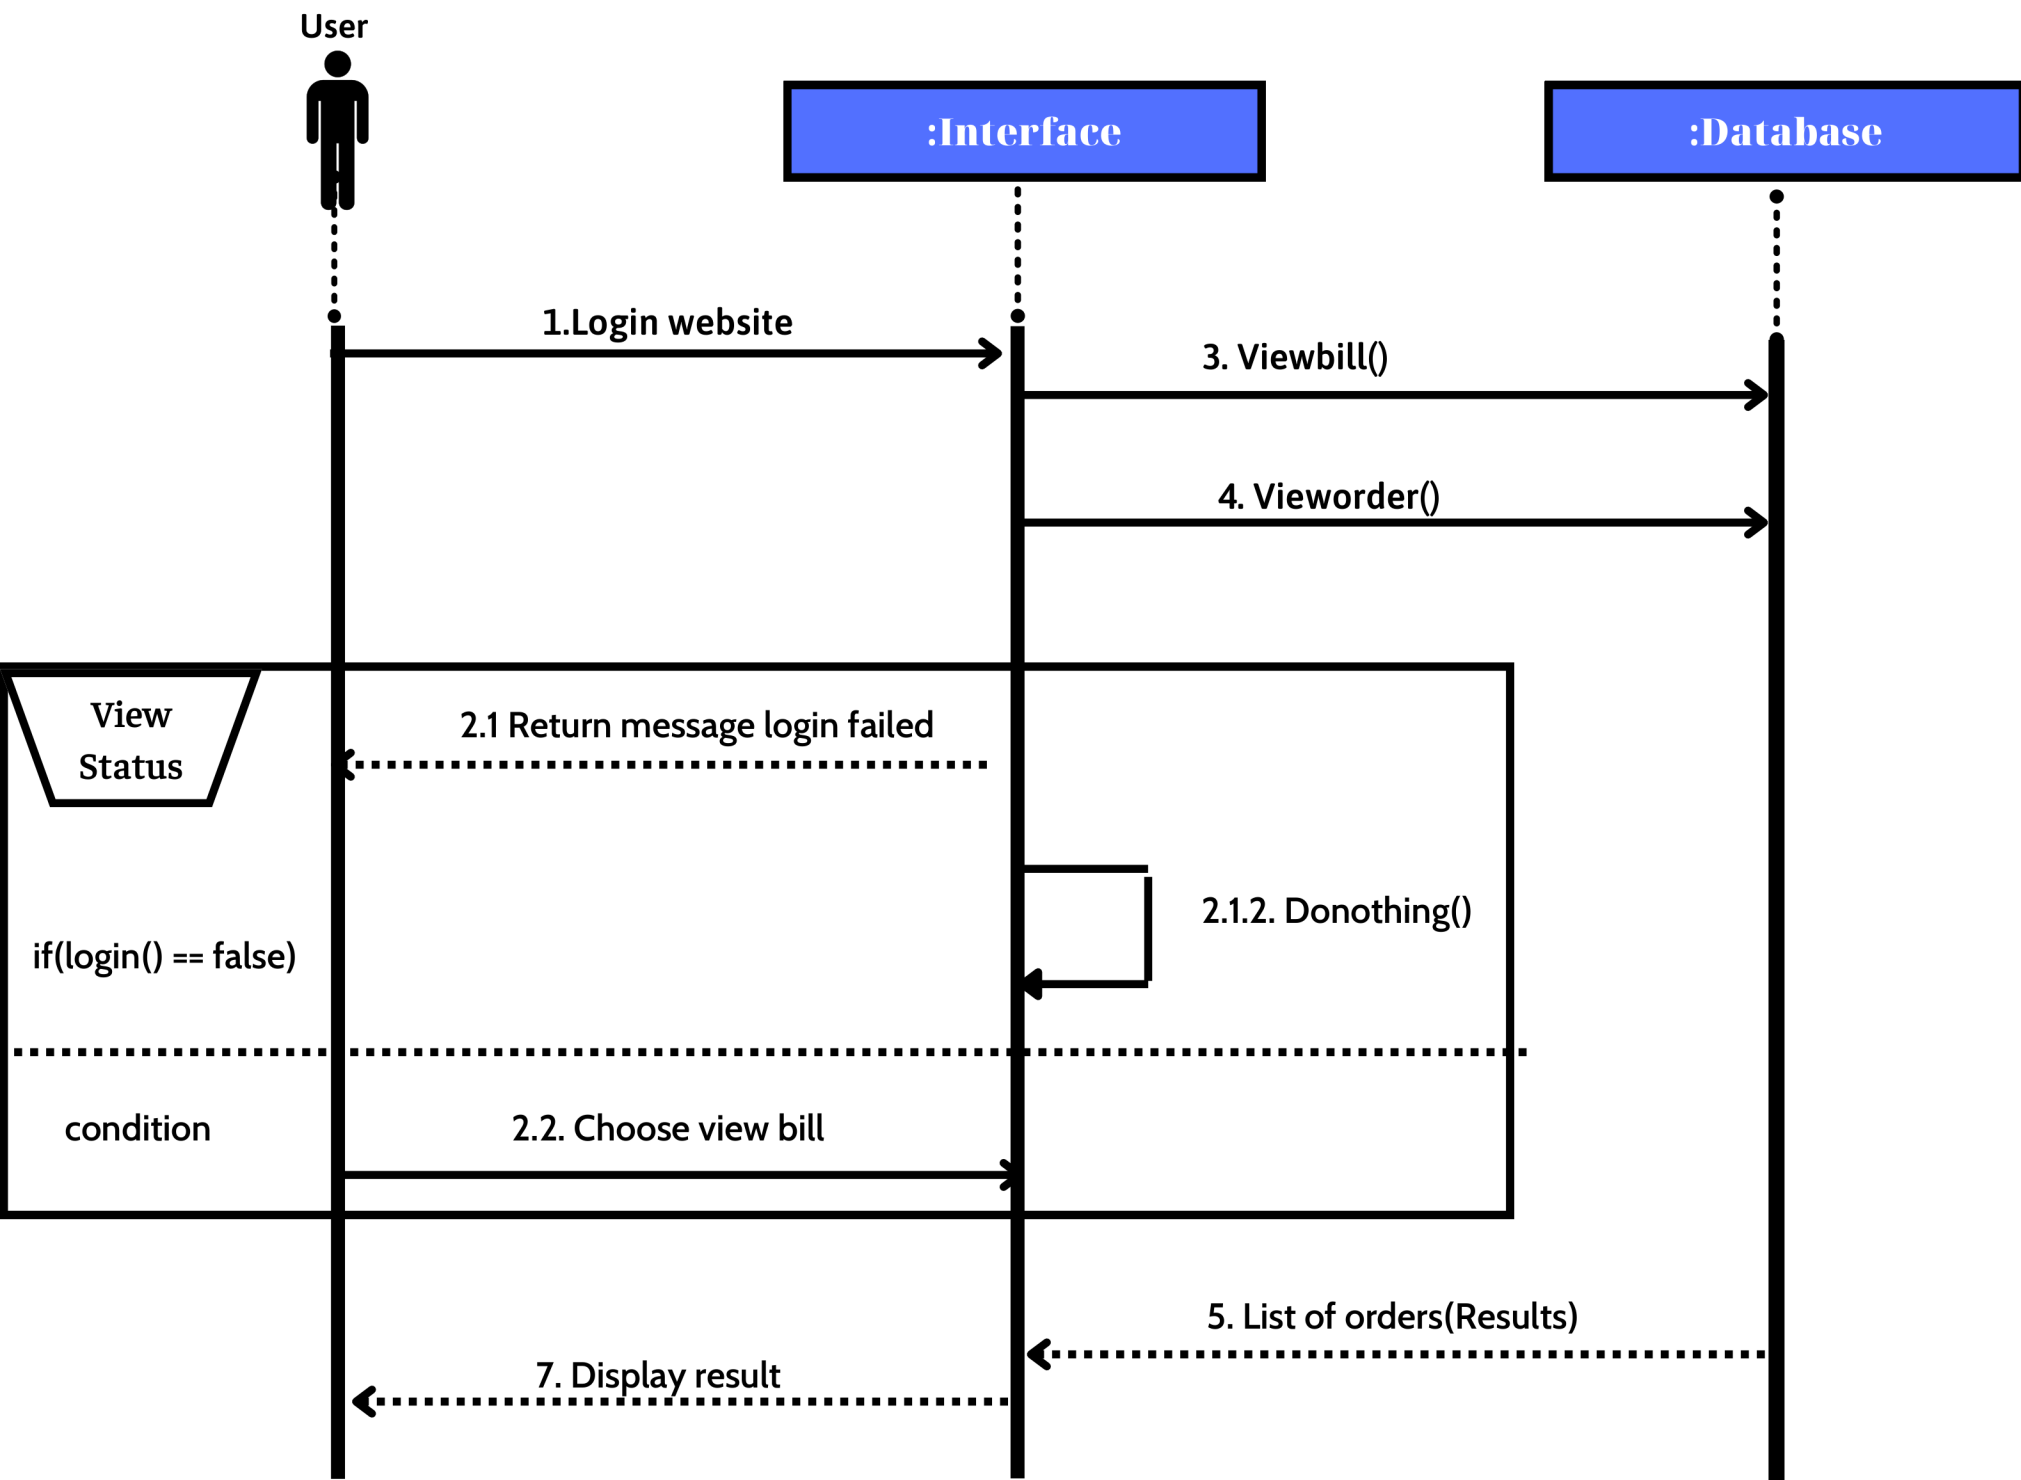 User
:Interface
:Database
1.Login website
3. Viewbill()
4. Vieworder()
View
Status
2.1 Return message login failed
2.1.2. Donothing()
if(login() == false)
condition
2.2. Choose view bill
5. List of orders(Results)
7. Display result